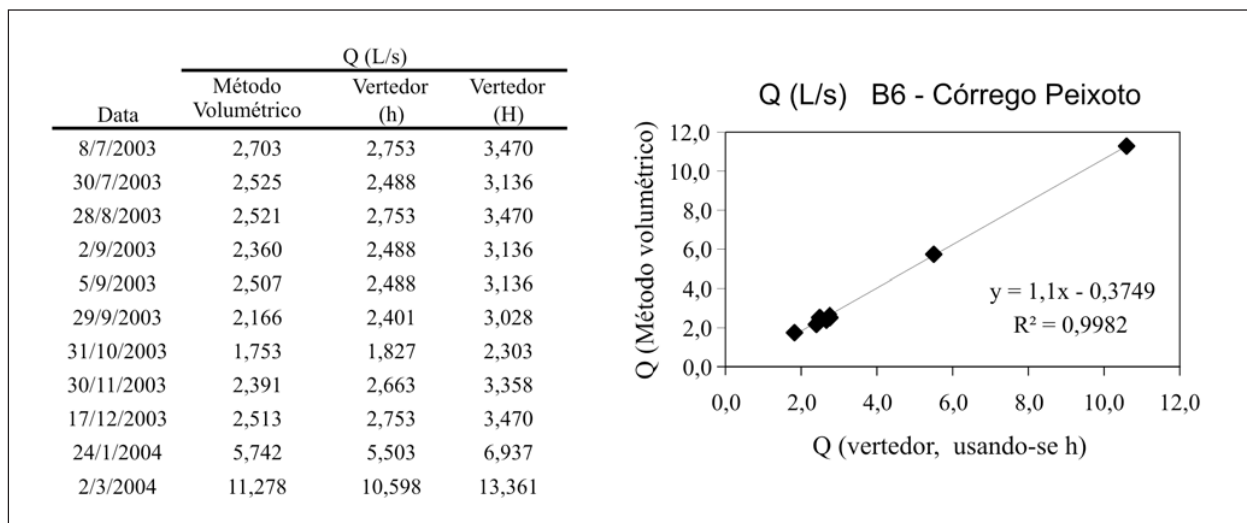 Q (L/s)
Data Método Volumétrico Vertedor (h) Vertedor (H)
8/7/2003 2,703 2,753 3,470
30/7/2003 2,525 2,488 3,136
28/8/2003 2,521 2,753 3,470
2/9/2003 2,360 2,488 3,136
5/9/2003 2,507 2,488 3,136
29/9/2003 2,166 2,401 3,028
31/10/2003 1,753 1,827 2,303
30/11/2003 2,391 2,663 3,358
17/12/2003 2,513 2,753 3,470
24/1/2004 5,742 5,503 6,937
2/3/2004 11,278 10,598 13,361
Q (L/s) B6 - Córrego Peixoto
Q (Método volumétrico)
12,0
10,0
8,0
6,0
4,0
2,0
0,0
y = 1,1x - 0,3749
R² = 0,9982
0,0 2,0 4,0 6,0 8,0 10,0 12,0
Q (vertedor, usando-se h)